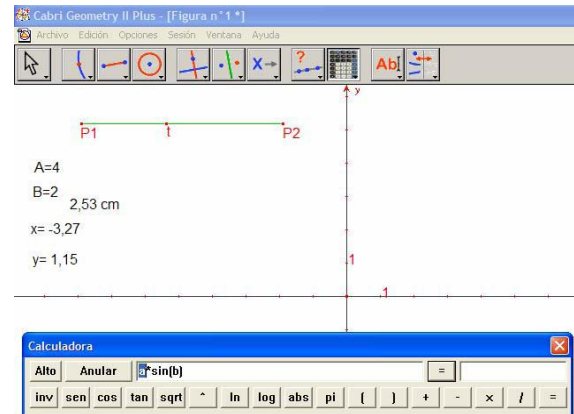 Cabri Geometry II Plus - [Figura n°1 *]
Archivo Edición Opciones Sesión Ventana Ayuda
X→ ? Ab
y
P1 t P2
A=4
B=2
2,53 cm
x= -3,27
y= 1,15
1
1
Calculadora
Alto Anular a*sin(b) =
inv sen cos tan sqrt ^ ln log abs pi ( ) + - × / =